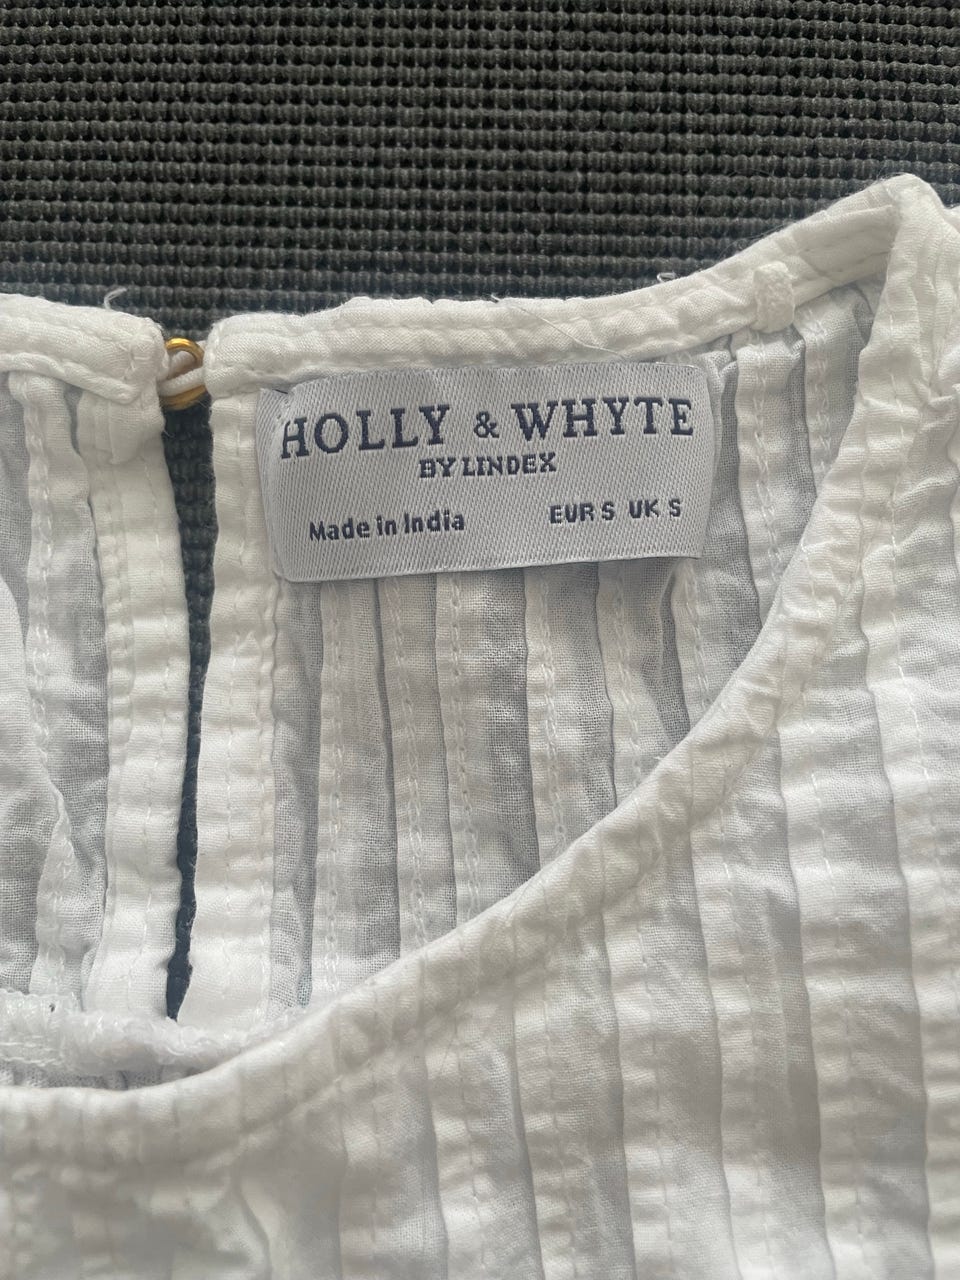 HOLLY & WHYTE
BY LINDEX
Made in India EUR S UK S